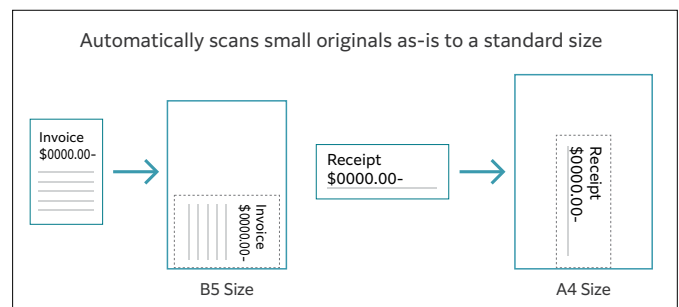 Automatically scans small originals as-is to a standard size
Invoice
$0000.00-
Invoice
$0000.00-
B5 Size
Receipt
$0000.00-
Receipt
$0000.00-
A4 Size